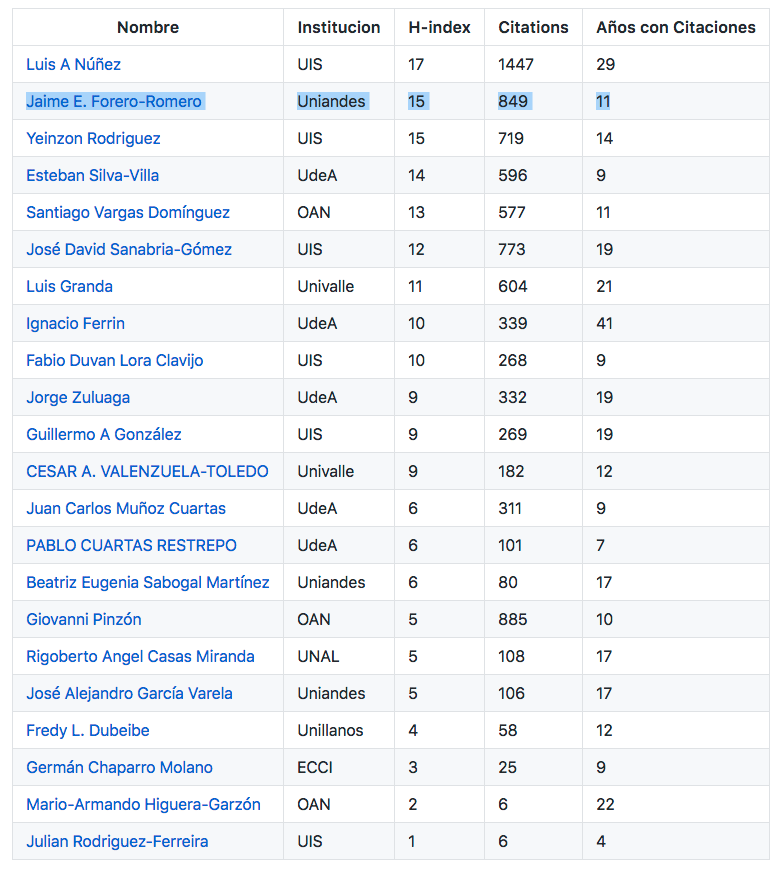 Nombre Institucion H-index Citations Años con Citaciones
Luis A Núñez UIS 17 1447 29
Jaime E. Forero-Romero Uniandes 15 849 11
Yeinzon Rodriguez UIS 15 719 14
Esteban Silva-Villa UdeA 14 596 9
Santiago Vargas Domínguez OAN 13 577 11
José David Sanabria-Gómez UIS 12 773 19
Luis Granda Univalle 11 604 21
Ignacio Ferrin UdeA 10 339 41
Fabio Duvan Lora Clavijo UIS 10 268 9
Jorge Zuluaga UdeA 9 332 19
Guillermo A González UIS 9 269 19
CESAR A. VALENZUELA-TOLEDO Univalle 9 182 12
Juan Carlos Muñoz Cuartas UdeA 6 311 9
PABLO CUARTAS RESTREPO UdeA 6 101 7
Beatriz Eugenia Sabogal Martínez Uniandes 6 80 17
Giovanni Pinzón OAN 5 885 10
Rigoberto Angel Casas Miranda UNAL 5 108 17
José Alejandro García Varela Uniandes 5 106 17
Fredy L. Dubeibe Unillanos 4 58 12
Germán Chaparro Molano ECCI 3 25 9
Mario-Armando Higuera-Garzón OAN 2 6 22
Julian Rodriguez-Ferreira UIS 1 6 4